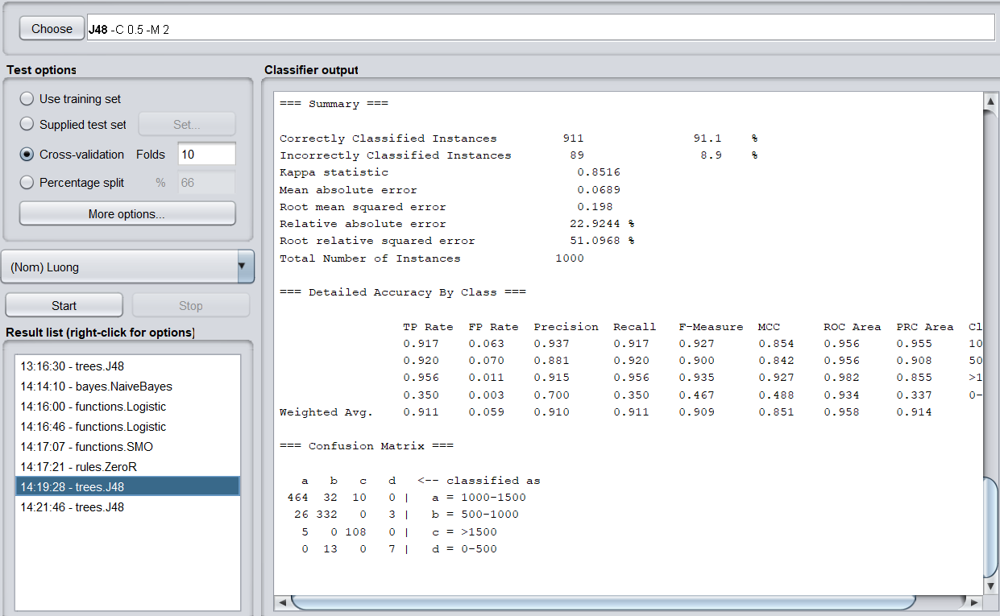 Choose J48 -C 0.5 -M 2
Test options
Use training set
Supplied test set Set...
Cross-validation Folds 10
Percentage split % 66
More options...
(Nom) Luong
Start Stop
Result list (right-click for options)
13:16:30 - trees.J48
14:14:10 - bayes.NaiveBayes
14:16:00 - functions.Logistic
14:16:46 - functions.Logistic
14:17:07 - functions.SMO
14:17:21 - rules.ZeroR
14:19:28 - trees.J48
14:21:46 - trees.J48
Classifier output
=== Summary ===
Correctly Classified Instances 911 91.1 %
Incorrectly Classified Instances 89 8.9 %
Kappa statistic 0.8516
Mean absolute error 0.0689
Root mean squared error 0.198
Relative absolute error 22.9244 %
Root relative squared error 51.0968 %
Total Number of Instances 1000
=== Detailed Accuracy By Class ===
TP Rate FP Rate Precision Recall F-Measure MCC ROC Area PRC Area Cl
0.917 0.063 0.937 0.917 0.927 0.854 0.956 0.955 10
0.920 0.070 0.881 0.920 0.900 0.842 0.956 0.908 50
0.956 0.011 0.915 0.956 0.935 0.927 0.982 0.855 >1
0.350 0.003 0.700 0.350 0.467 0.488 0.934 0.337 0-
Weighted Avg. 0.911 0.059 0.910 0.911 0.909 0.851 0.958 0.914
=== Confusion Matrix ===
a b c d <-- classified as
464 32 10 0 | a = 1000-1500
26 332 0 3 | b = 500-1000
5 0 108 0 | c = >1500
0 13 0 7 | d = 0-500